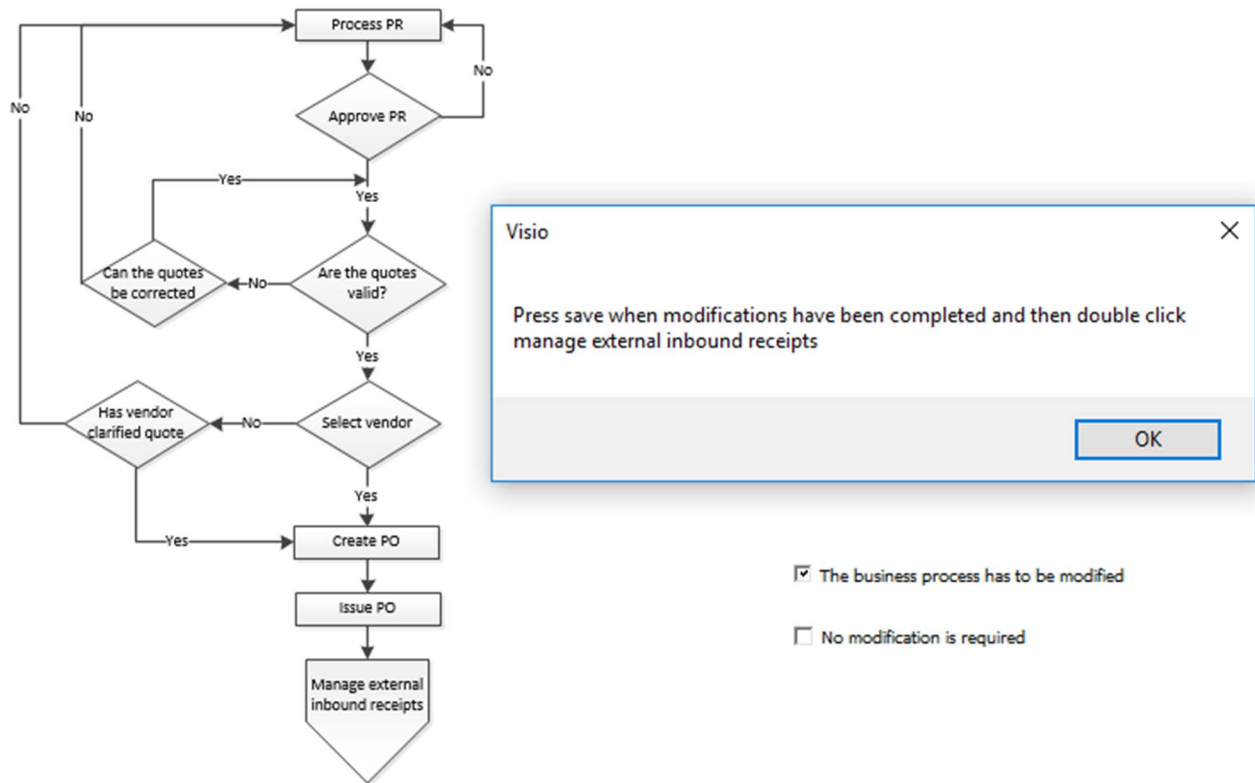 Process PR
No
No
No
Approve PR
Yes
Yes
Visio
Can the quotes
be corrected
No
Are the quotes
valid?
Press save when modifications have been completed and then double click
manage external inbound receipts
Yes
Has vendor
clarified quote
No
Select vendor
OK
Yes
Yes
Create PO
The business process has to be modified
Issue PO
No modification is required
Manage external
inbound receipts